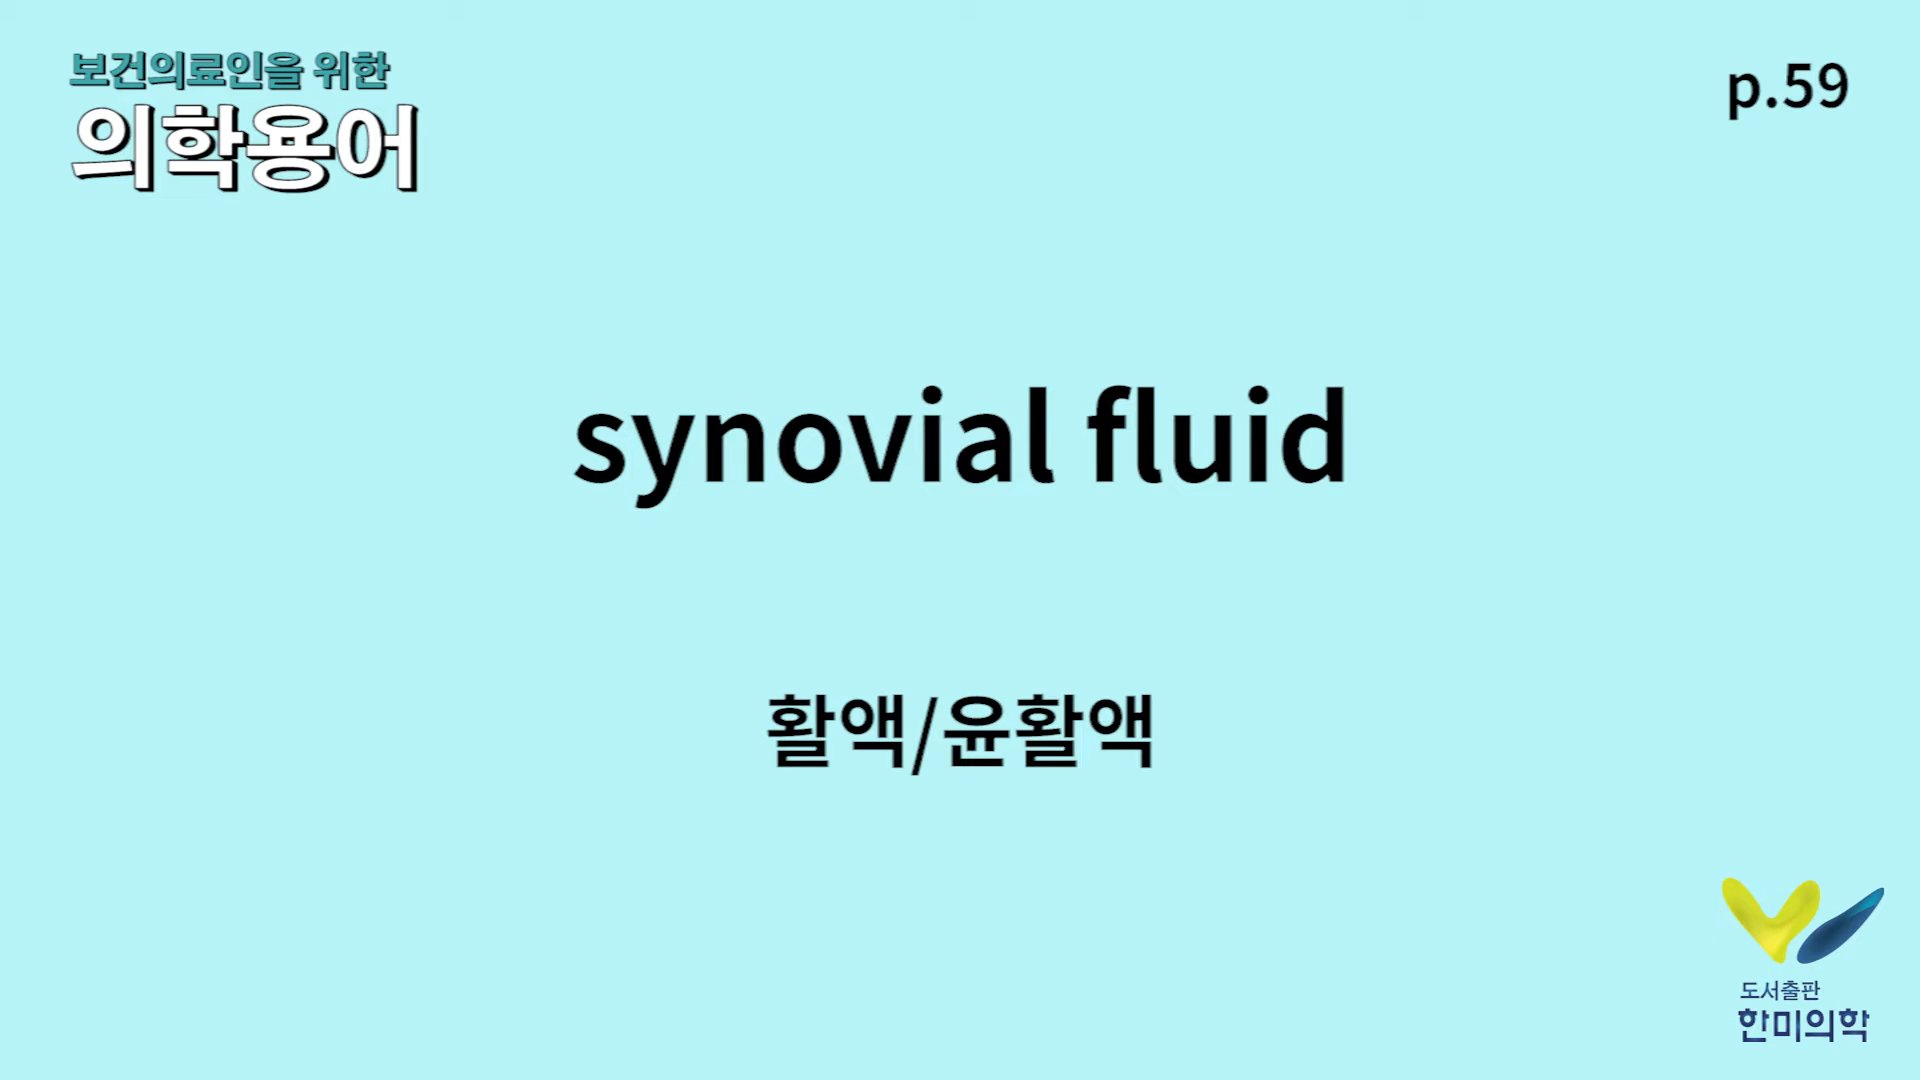 보건의료인을 위한
의학용어
p.59
synovial fluid
활액/윤활액
도서출판
한미의학